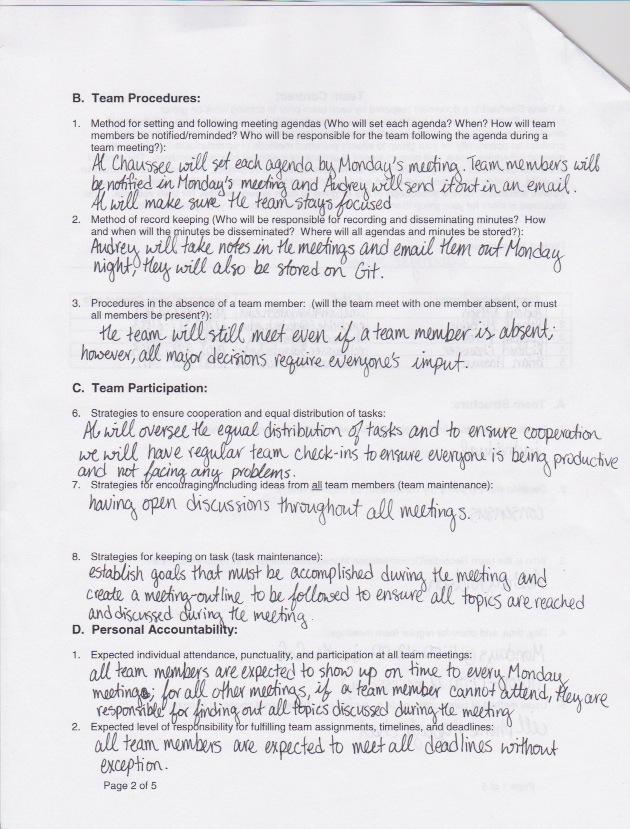 B. Team Procedures:
1. Method for setting and following meeting agendas (Who will set each agenda? When? How will team
members be notified/reminded? Who will be responsible for the team following the agenda during a
team meeting?):
Al Chaussee will set each agenda by Monday's meeting. Team members will
be notified in Monday's meeting and Audrey will send it out in an email.
Al will make sure the team stays focused
2. Method of record keeping (Who will be responsible for recording and disseminating minutes? How
and when will the minutes be disseminated? Where will all agendas and minutes be stored?):
Audrey will take notes in the meetings and email them out Monday
night, they will also be stored on Git.
3. Procedures in the absence of a team member: (will the team meet with one member absent, or must
all members be present?):
the team will still meet even if a team member is absent;
however, all major decisions require everyone's imput.
C. Team Participation:
6. Strategies to ensure cooperation and equal distribution of tasks:
Al will oversee the equal distribution of tasks and to ensure cooperation
we will have regular team check-ins to ensure everyone is being productive
and not facing any problems.
7. Strategies for encouraging/including ideas from all team members (team maintenance):
having open discussions throughout all meetings.
8. Strategies for keeping on task (task maintenance):
establish goals that must be accomplished during the meeting and
create a meeting-outline to be followed to ensure all topics are reached
and discussed during the meeting.
D. Personal Accountability:
1. Expected individual attendance, punctuality, and participation at all team meetings:
all team members are expected to show up on time to every Monday
meeting; for all other meetings, if a team member cannot attend, they are
responsible for finding out all topics discussed during the meeting
2. Expected level of responsibility for fulfilling team assignments, timelines, and deadlines:
all team members are expected to meet all deadlines without
exception.
Page 2 of 5